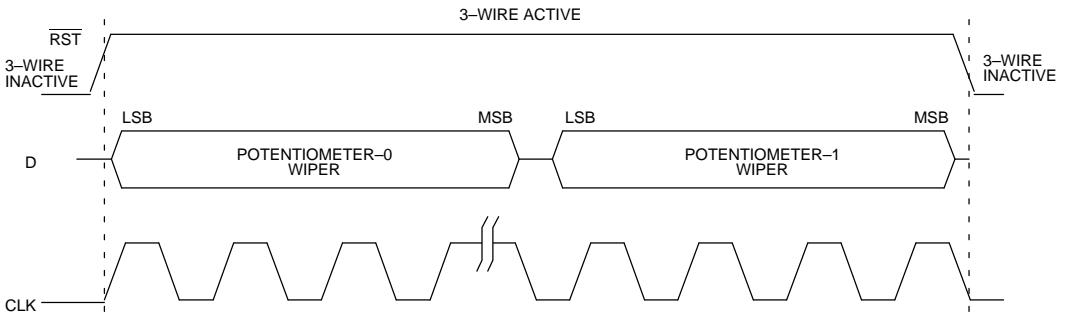 3–WIRE ACTIVE
RST
3–WIRE
INACTIVE
3–WIRE
INACTIVE
LSB
MSB
LSB
MSB
D
POTENTIOMETER–0
WIPER
POTENTIOMETER–1
WIPER
CLK